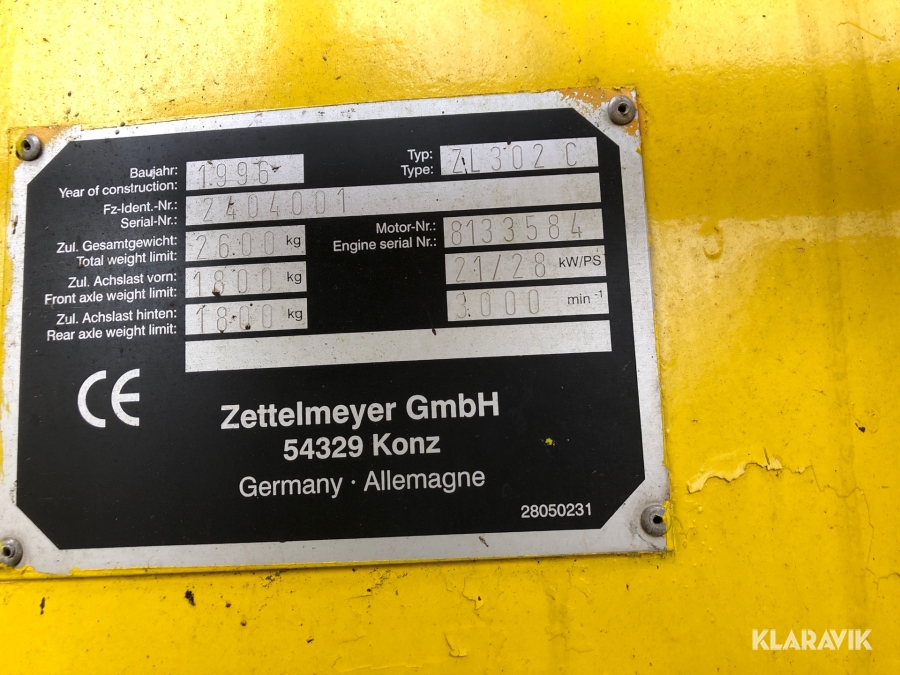 Baujahr:
Year of construction: 1996
Typ:
Type: ZL302 C
Fz-Ident.-Nr.:
Serial-Nr.: 2404001
Zul. Gesamtgewicht:
Total weight limit: 2600 kg
Motor-Nr.:
Engine serial Nr.: 8133584
Zul. Achslast vorn:
Front axle weight limit: 1800 kg
21/28 kW/PS
Zul. Achslast hinten:
Rear axle weight limit: 1800 kg
3.000 min⁻¹
CE
Zettelmeyer GmbH
54329 Konz
Germany · Allemagne
28050231
KLARAVIK